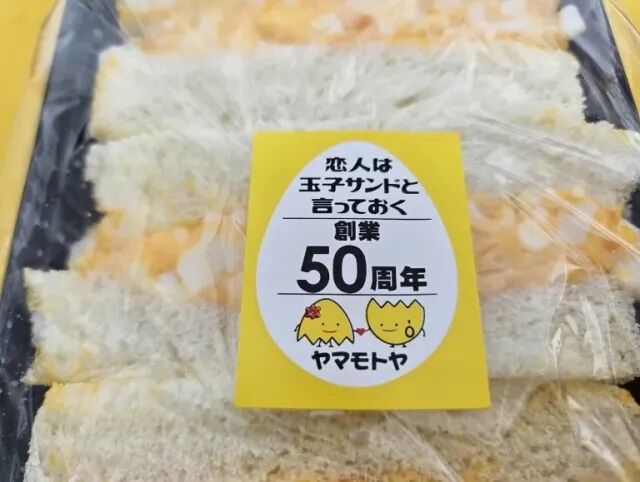 恋人は
玉子サンドと
言っておく
創業
50周年
ヤマモトヤ